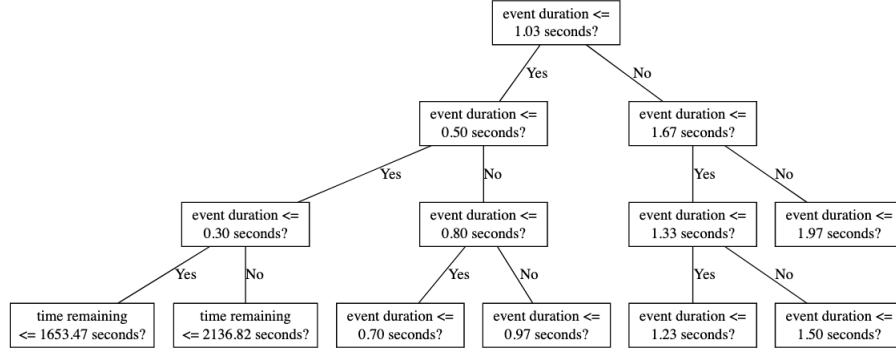 event duration <=
1.03 seconds?
Yes
No
event duration <=
0.50 seconds?
event duration <=
1.67 seconds?
Yes
No
Yes
No
event duration <=
0.30 seconds?
event duration <=
0.80 seconds?
event duration <=
1.33 seconds?
event duration <=
1.97 seconds?
Yes
No
Yes
No
Yes
No
time remaining
<= 1653.47 seconds?
time remaining
<= 2136.82 seconds?
event duration <=
0.70 seconds?
event duration <=
0.97 seconds?
event duration <=
1.23 seconds?
event duration <=
1.50 seconds?